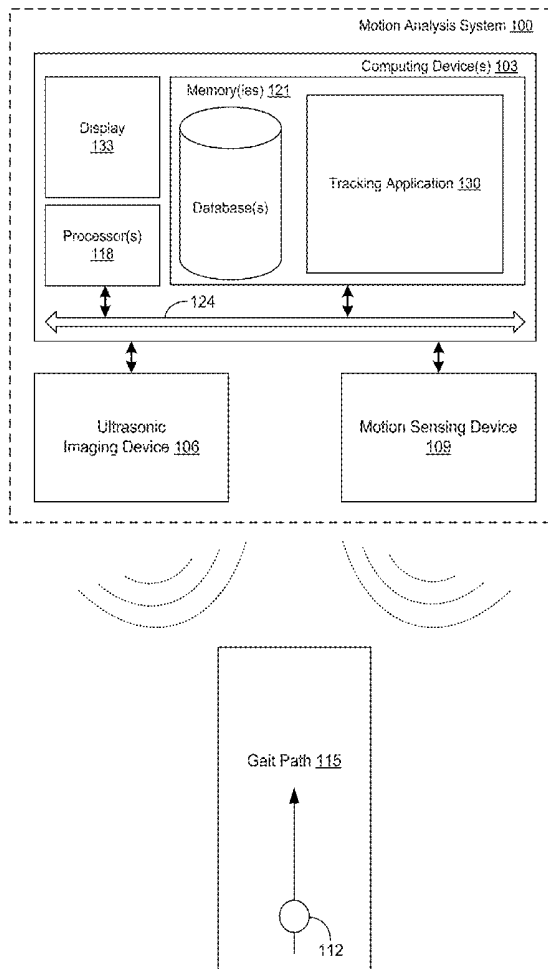 Motion Analysis System 100
Computing Device(s) 103
Memory(ies) 121
Display
133
Database(s)
Tracking Application 130
Processor(s)
118
124
Ultrasonic
Imaging Device 106
Motion Sensing Device
109
Gait Path 115
112